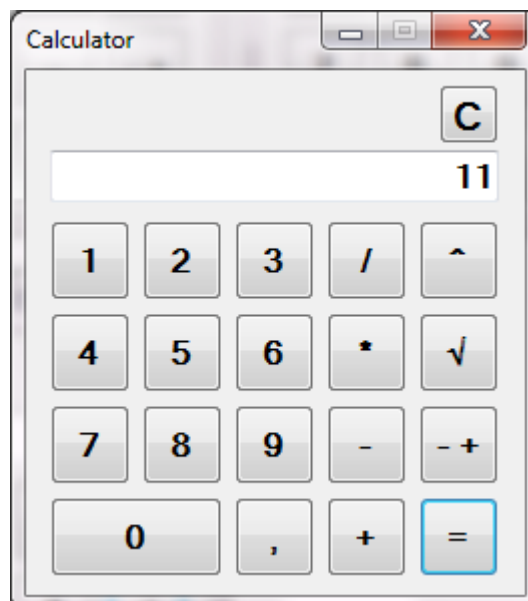 Calculator
C
11
1 2 3 / ^
4 5 6 * √
7 8 9 - - +
0 , + =